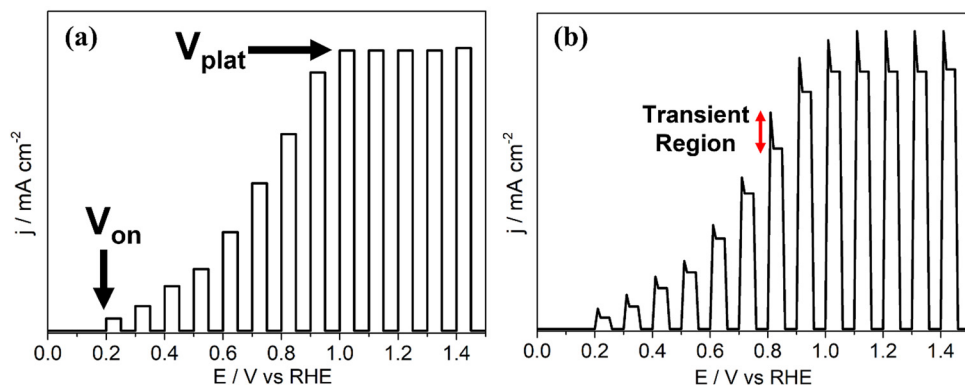 (a)
V_plat
V_on
j / mA cm⁻²
0.0 0.2 0.4 0.6 0.8 1.0 1.2 1.4
E / V vs RHE
(b)
Transient
Region
j / mA cm⁻²
0.0 0.2 0.4 0.6 0.8 1.0 1.2 1.4
E / V vs RHE